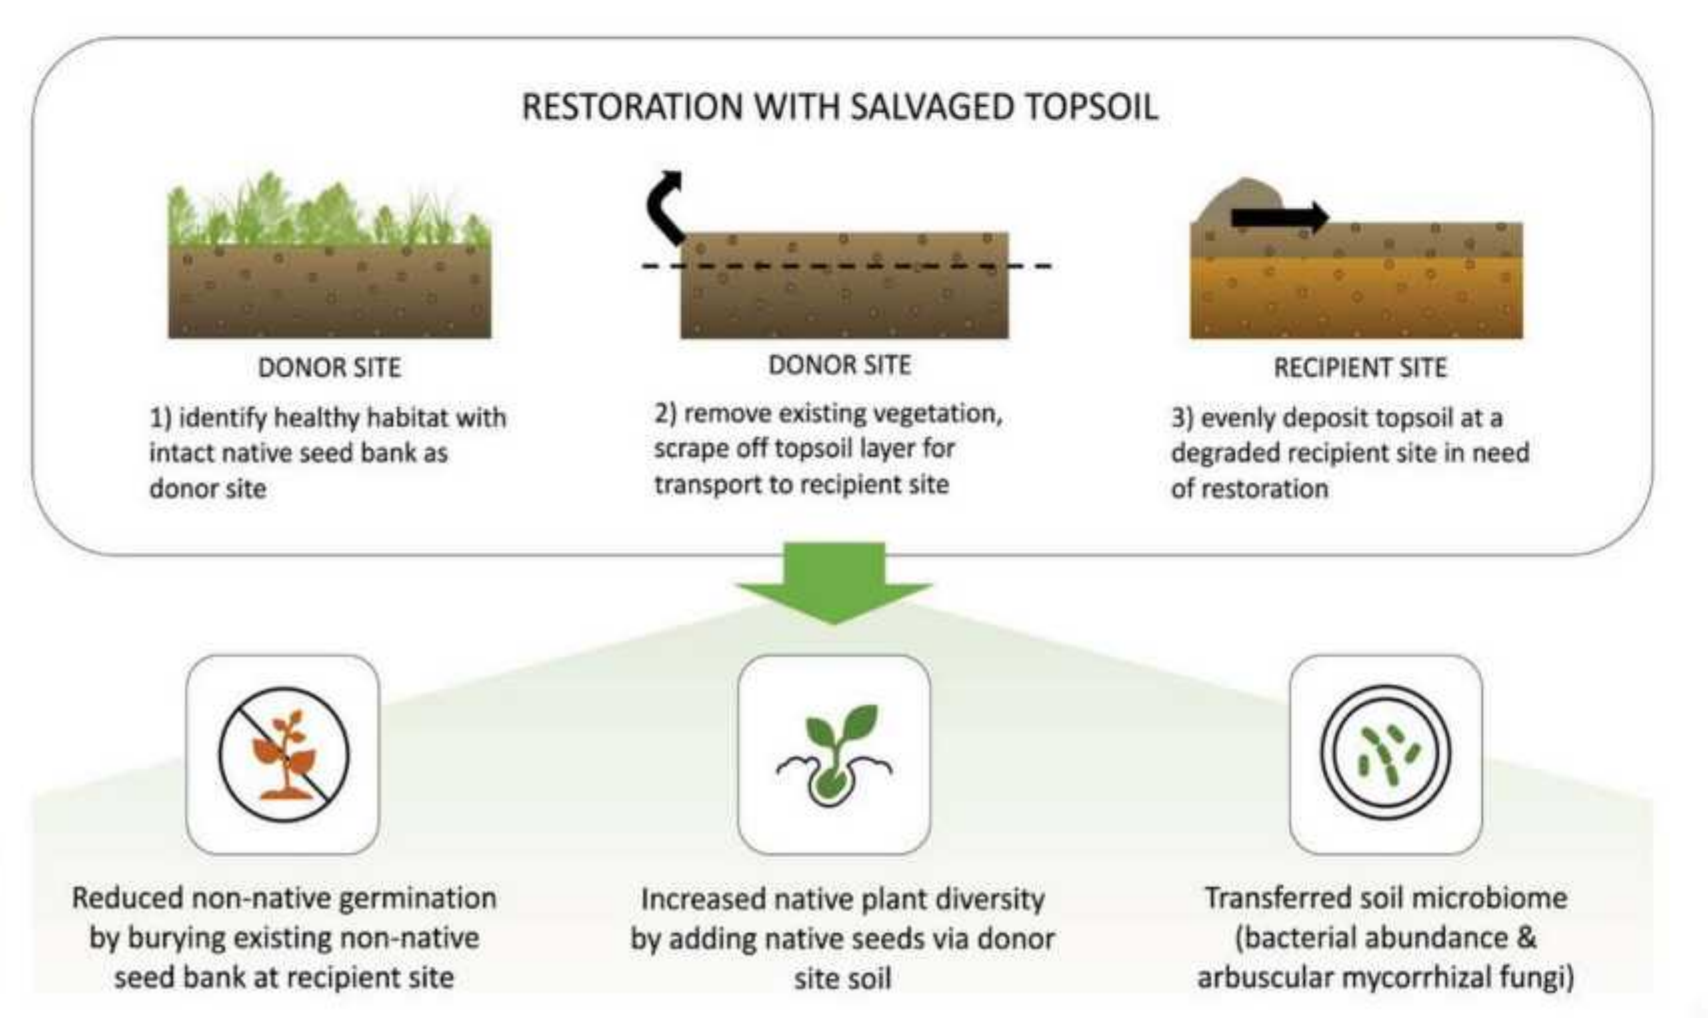 RESTORATION WITH SALVAGED TOPSOIL
DONOR SITE
1) identify healthy habitat with
intact native seed bank as
donor site
DONOR SITE
2) remove existing vegetation,
scrape off topsoil layer for
transport to recipient site
RECIPIENT SITE
3) evenly deposit topsoil at a
degraded recipient site in need
of restoration
Reduced non-native germination
by burying existing non-native
seed bank at recipient site
Increased native plant diversity
by adding native seeds via donor
site soil
Transferred soil microbiome
(bacterial abundance &
arbuscular mycorrhizal fungi)